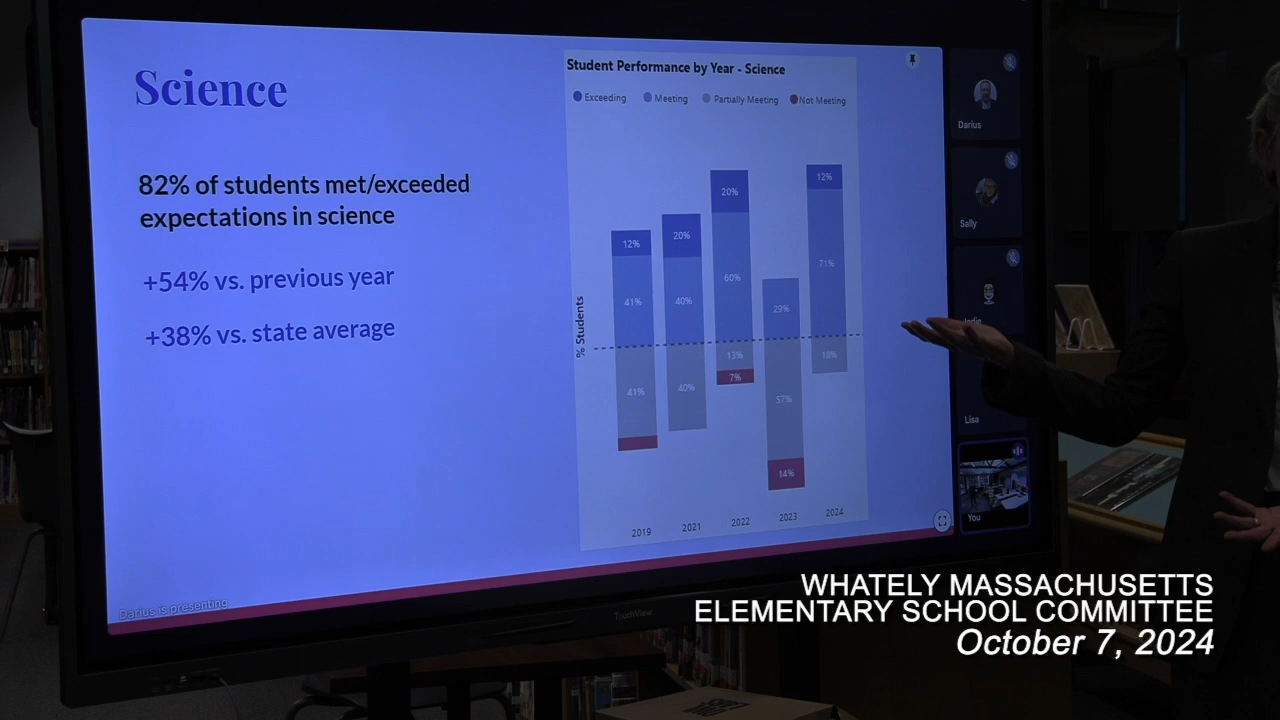 Science
82% of students met/exceeded
expectations in science
+54% vs. previous year
+38% vs. state average
Student Performance by Year - Science
Exceeding Meeting Partially Meeting Not Meeting
12% 20% 20% 12%
41% 40% 60% 29% 71%
% Students
41% 40% 13% 57% 18%
7% 14%
2019 2021 2022 2023 2024
Darius
Sally
Lisa
You
Darius is presenting
TouchView
WHATELY MASSACHUSETTS
ELEMENTARY SCHOOL COMMITTEE
October 7, 2024